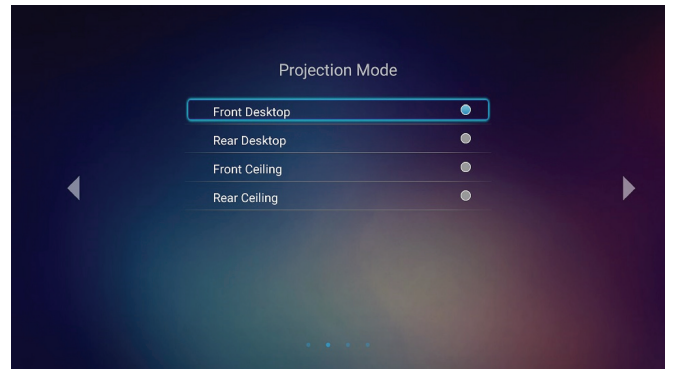 Projection Mode
Front Desktop
Rear Desktop
Front Ceiling
Rear Ceiling